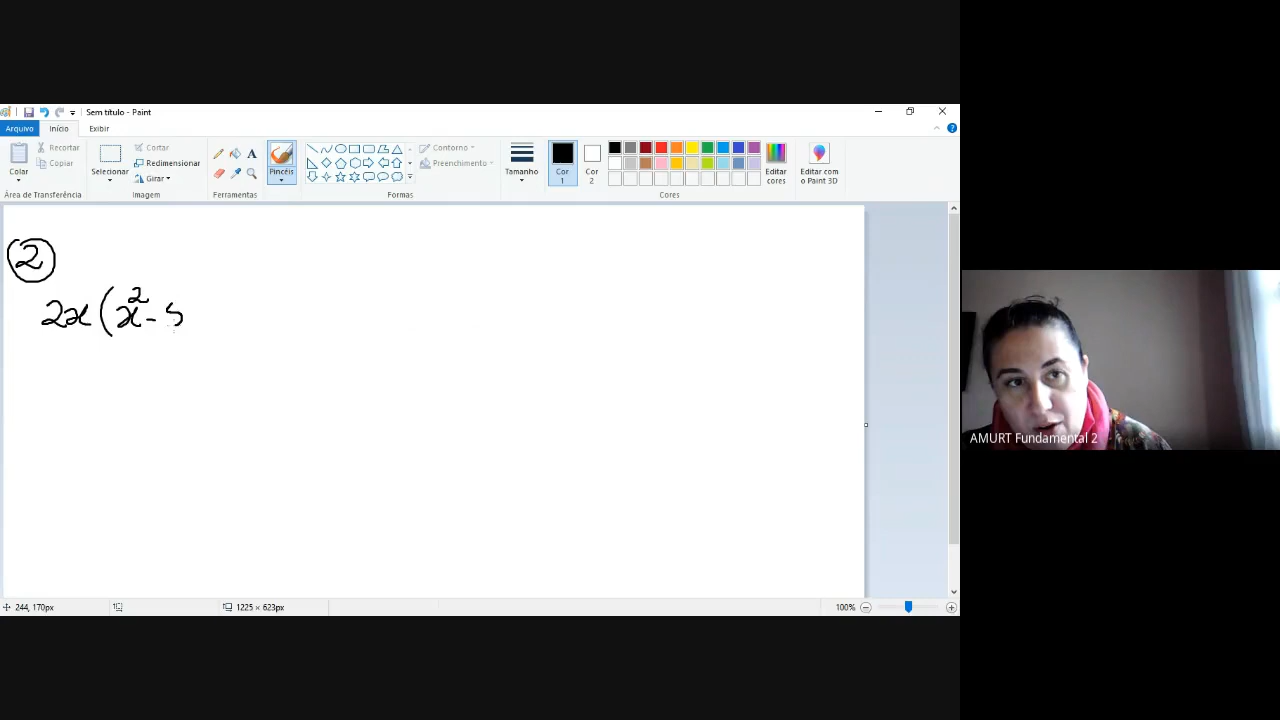 Sem título - Paint
Arquivo Início Exibir
Colar
Recortar
Copiar
Área de Transferência
Selecionar
Cortar
Redimensionar
Girar
Imagem
A
Ferramentas
Pincéis
Contorno
Preenchimento
Formas
Tamanho
Cor 1
Cor 2
Editar cores
Cores
Editar com o Paint 3D
2
2x(x² - 5
AMURT Fundamental 2
244, 170px
1225 × 623px
100%